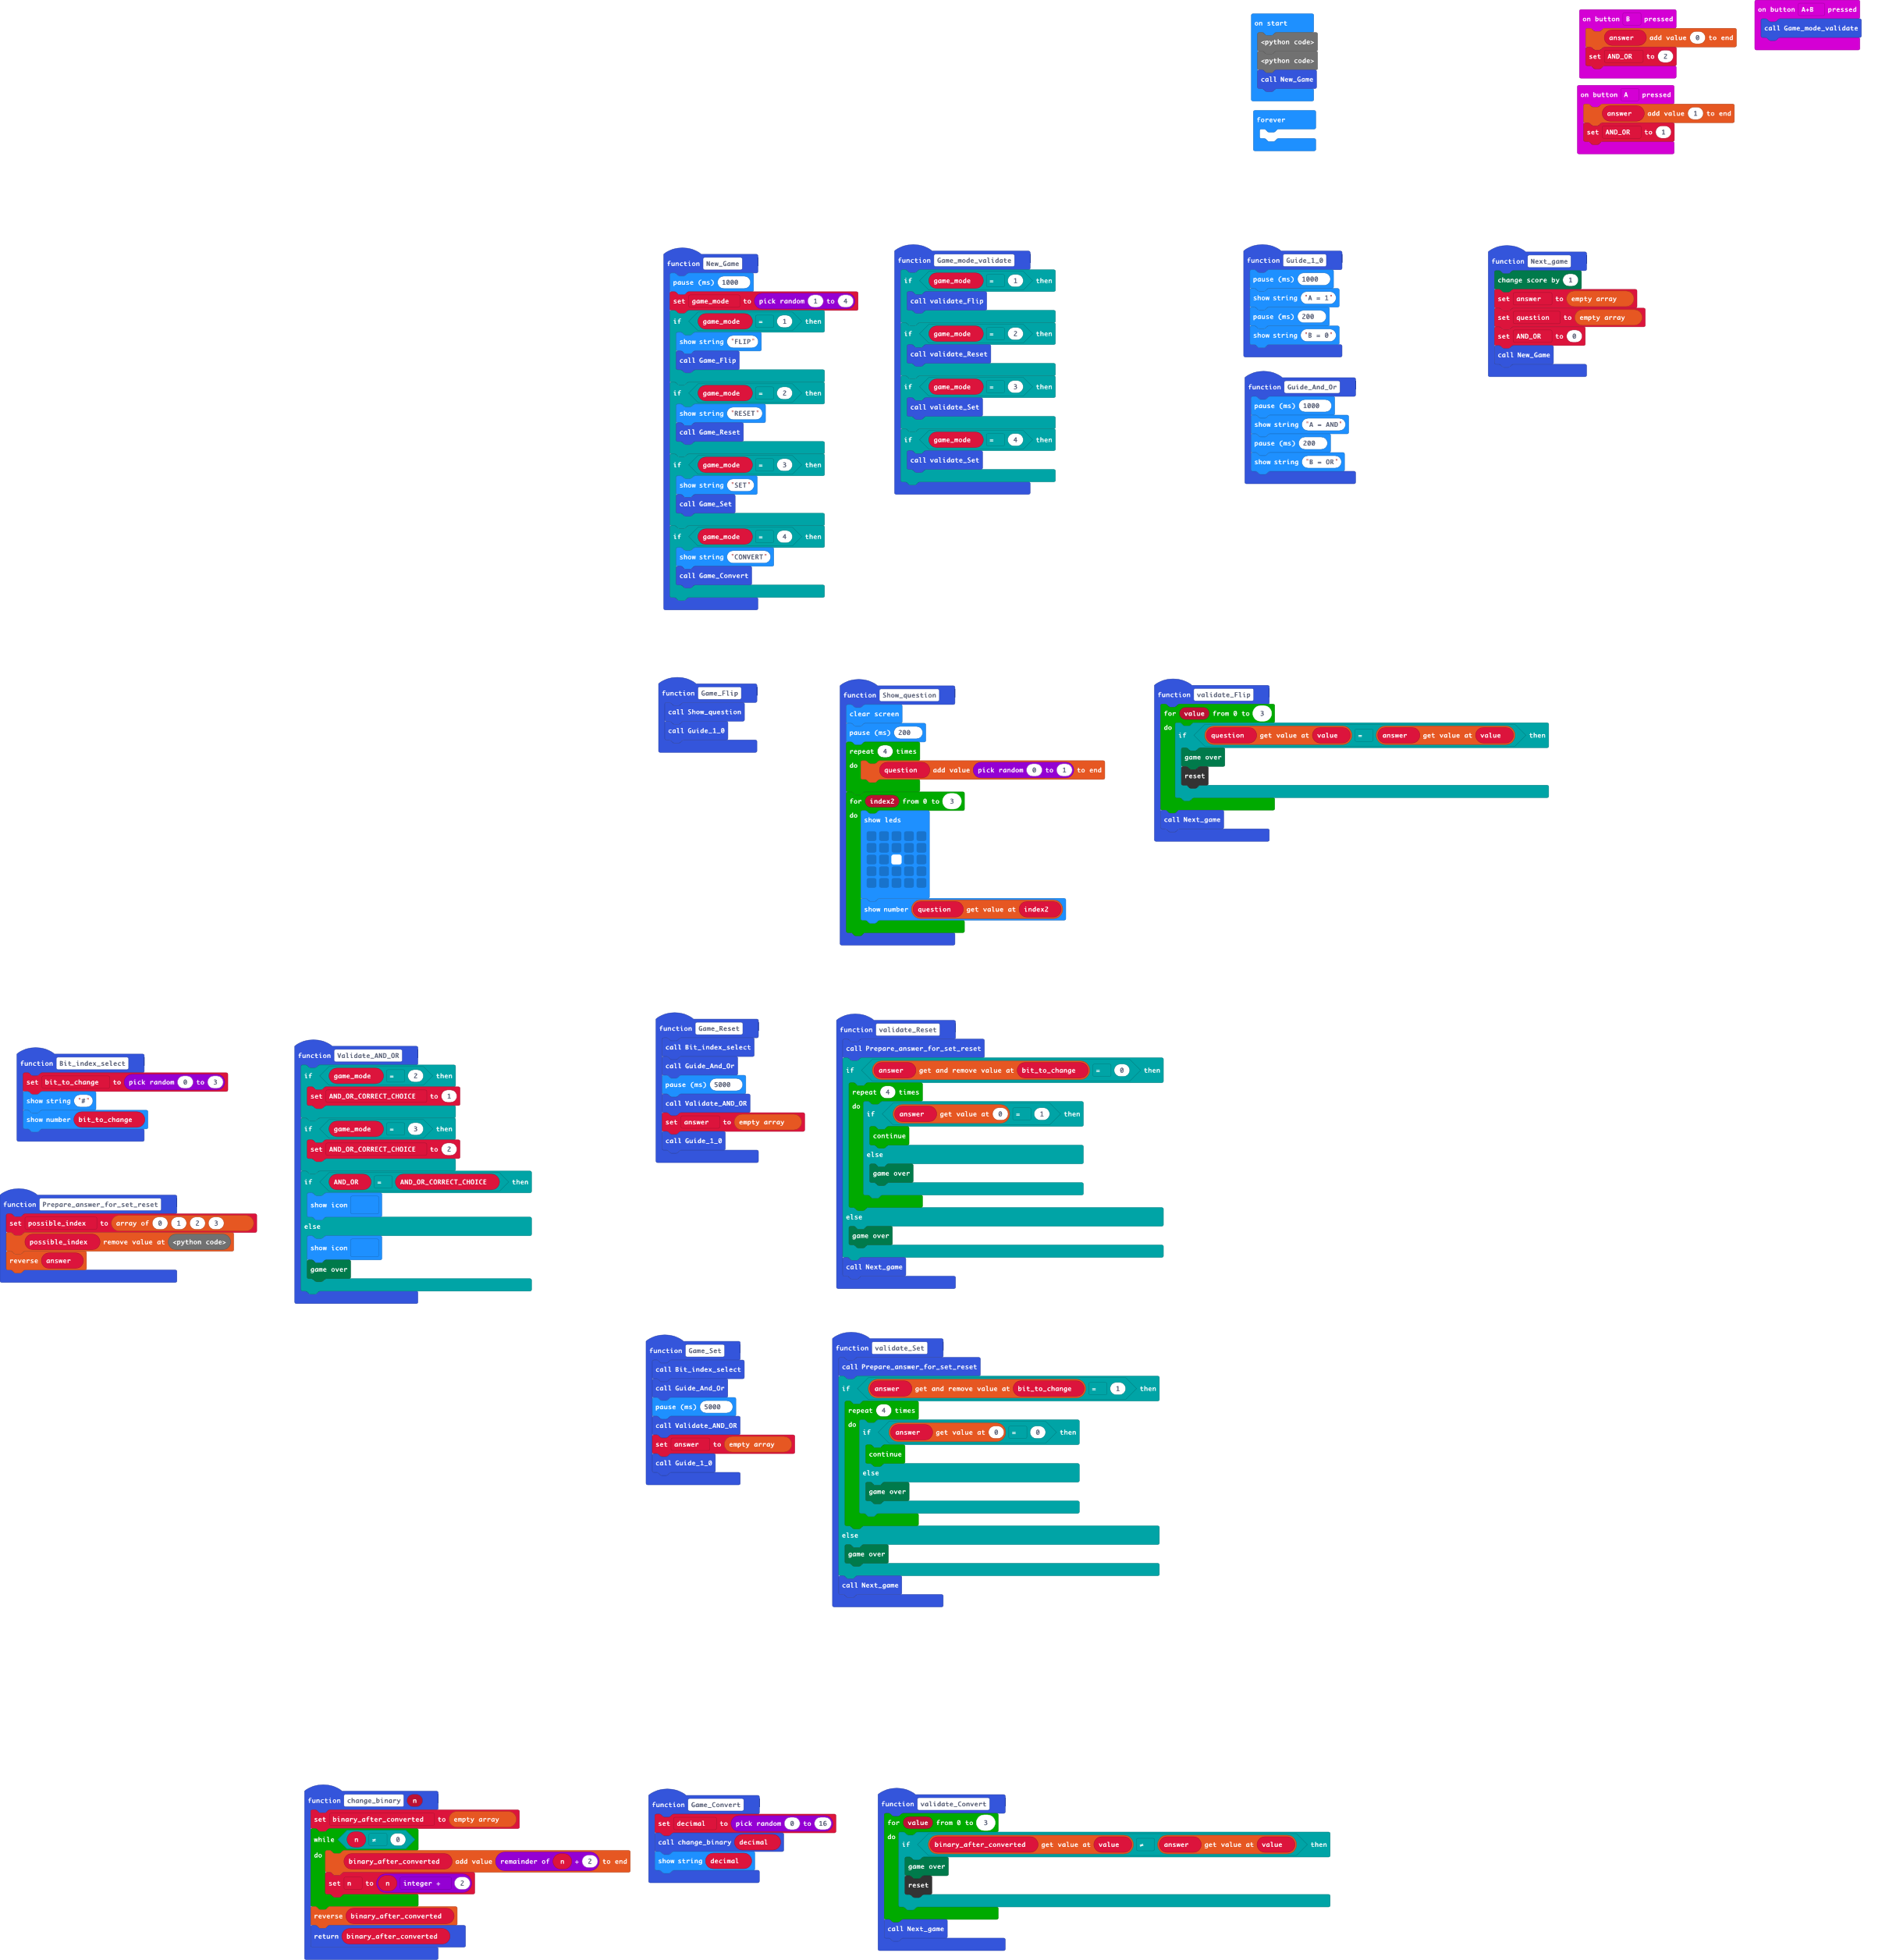 on start
<python code>
<python code>
call New_Game
forever
on button B pressed
answer add value 0 to end
set AND_OR to 2
on button A pressed
answer add value 1 to end
set AND_OR to 1
on button A+B pressed
call Game_mode_validate
function New_Game
pause (ms) 1000
set game_mode to pick random 1 to 4
if game_mode = 1 then
show string "FLIP"
call Game_Flip
if game_mode = 2 then
show string "RESET"
call Game_Reset
if game_mode = 3 then
show string "SET"
call Game_Set
if game_mode = 4 then
show string "CONVERT"
call Game_Convert
function Game_mode_validate
if game_mode = 1 then
call validate_Flip
if game_mode = 2 then
call validate_Reset
if game_mode = 3 then
call validate_Set
if game_mode = 4 then
call validate_Set
function Guide_1_0
pause (ms) 1000
show string "A = 1"
pause (ms) 200
show string "B = 0"
function Guide_And_Or
pause (ms) 1000
show string "A = AND"
pause (ms) 200
show string "B = OR"
function Next_game
change score by 1
set answer to empty array
set question to empty array
set AND_OR to 0
call New_Game
function Game_Flip
call Show_question
call Guide_1_0
function Show_question
clear screen
pause (ms) 200
repeat 4 times
do question add value pick random 0 to 1 to end
for index2 from 0 to 3
do show leds
show number question get value at index2
function validate_Flip
for value from 0 to 3
do if question get value at value = answer get value at value then
game over
reset
call Next_game
function Bit_index_select
set bit_to_change to pick random 0 to 3
show string "#"
show number bit_to_change
function Prepare_answer_for_set_reset
set possible_index to array of 0 1 2 3
possible_index remove value at <python code>
reverse answer
function Validate_AND_OR
if game_mode = 2 then
set AND_OR_CORRECT_CHOICE to 1
if game_mode = 3 then
set AND_OR_CORRECT_CHOICE to 2
if AND_OR = AND_OR_CORRECT_CHOICE then
show icon
else
show icon
game over
function Game_Reset
call Bit_index_select
call Guide_And_Or
pause (ms) 5000
call Validate_AND_OR
set answer to empty array
call Guide_1_0
function validate_Reset
call Prepare_answer_for_set_reset
if answer get and remove value at bit_to_change = 0 then
repeat 4 times
do if answer get value at 0 = 1 then
continue
else
game over
else
game over
call Next_game
function Game_Set
call Bit_index_select
call Guide_And_Or
pause (ms) 5000
call Validate_AND_OR
set answer to empty array
call Guide_1_0
function validate_Set
call Prepare_answer_for_set_reset
if answer get and remove value at bit_to_change = 1 then
repeat 4 times
do if answer get value at 0 = 0 then
continue
else
game over
else
game over
call Next_game
function change_binary n
set binary_after_converted to empty array
while n ≠ 0
do binary_after_converted add value remainder of n ÷ 2 to end
set n to n integer ÷ 2
reverse binary_after_converted
return binary_after_converted
function Game_Convert
set decimal to pick random 0 to 16
call change_binary decimal
show string decimal
function validate_Convert
for value from 0 to 3
do if binary_after_converted get value at value ≠ answer get value at value then
game over
reset
call Next_game